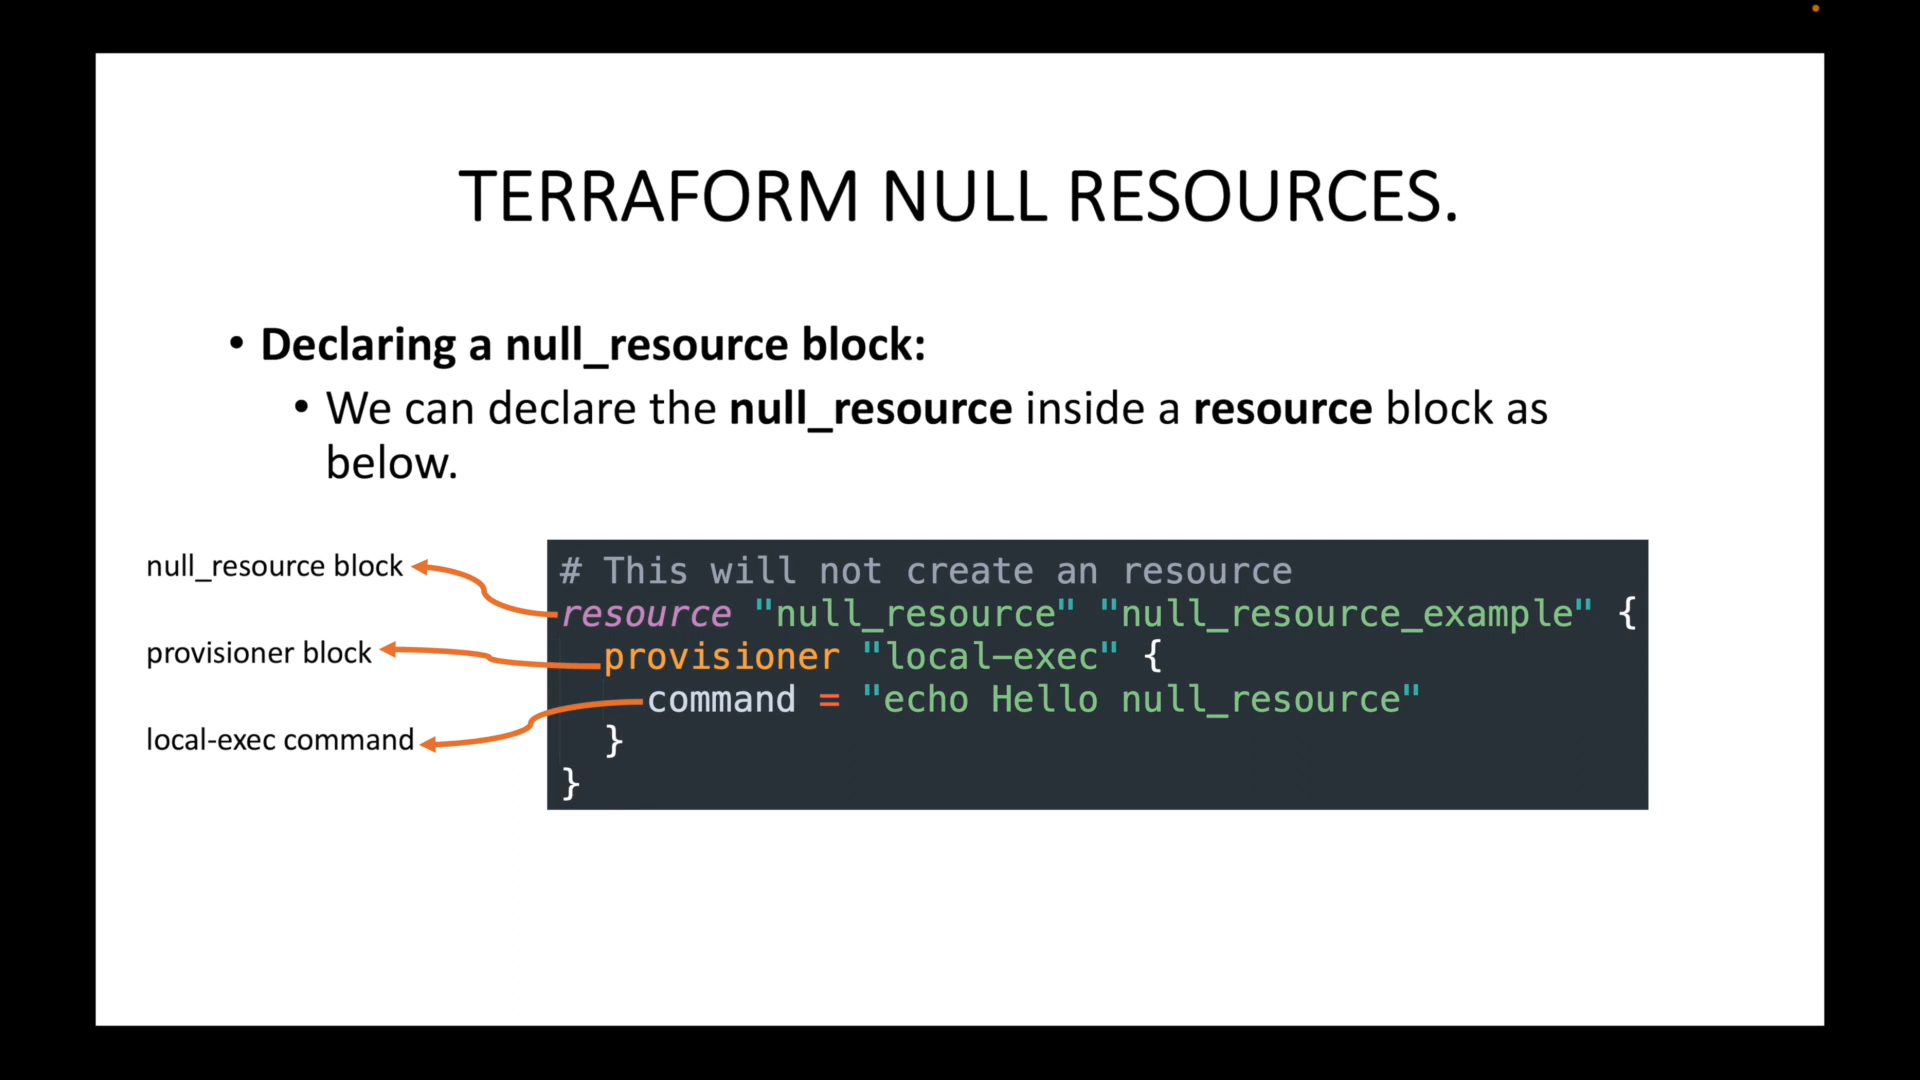 TERRAFORM NULL RESOURCES.
• Declaring a null_resource block:
• We can declare the null_resource inside a resource block as
below.
null_resource block
provisioner block
local-exec command
# This will not create an resource
resource "null_resource" "null_resource_example" {
  provisioner "local-exec" {
    command = "echo Hello null_resource"
  }
}